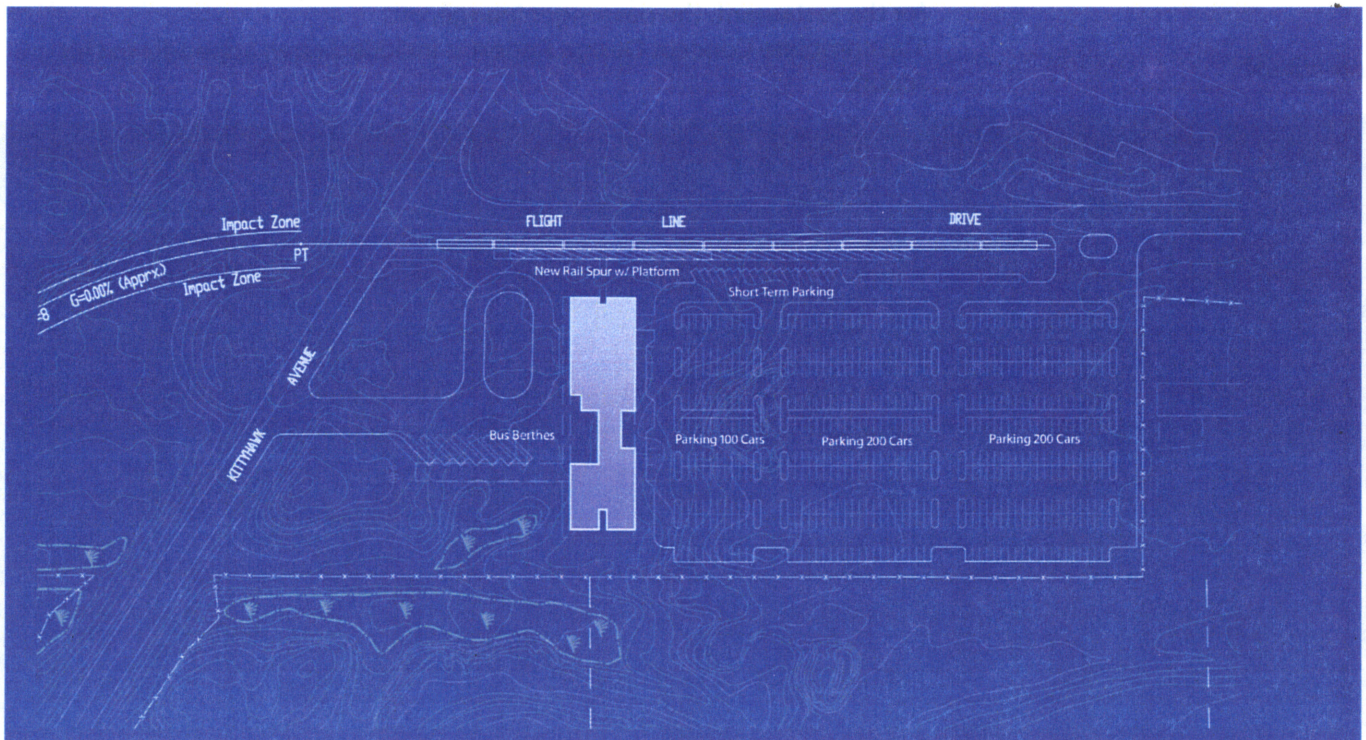 FLIGHT LINE DRIVE
Impact Zone
PT
G=0.00% (Apprx.)
Impact Zone
New Rail Spur w/ Platform
Short Term Parking
AVENUE
KITTYHAWK
Bus Berthes
Parking 100 Cars
Parking 200 Cars
Parking 200 Cars